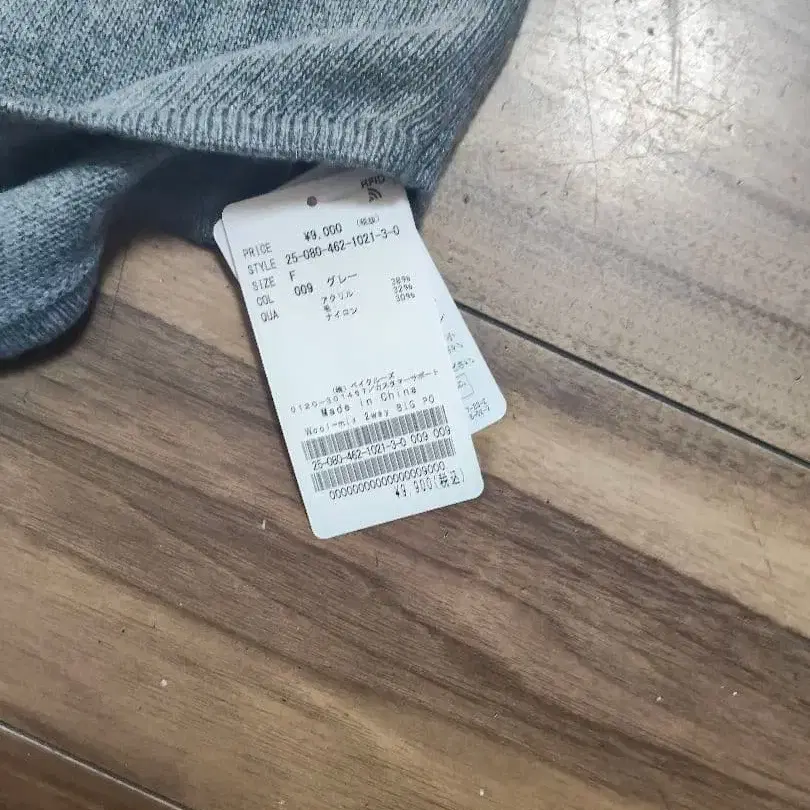 RFID
PRICE ¥9,000 (税抜)
STYLE 25-080-462-1021-3-0
SIZE F
COL 009 グレー
QUA アクリル 38%
毛 32%
ナイロン 30%
(株)ベイクルーズ
0120-301457/カスタマーサポート
Made in China
Wool-mix 2way BIG PO
25-080-462-1021-3-0 009 009
0000000000000009000
¥9,900(税込)